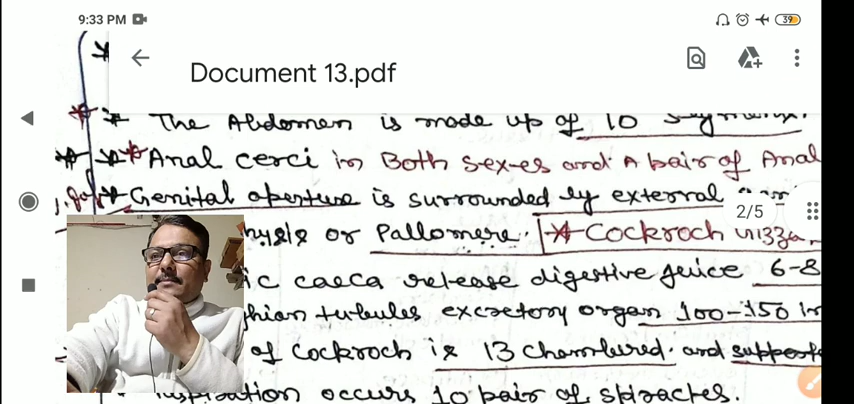 9:33 PM
39
Document 13.pdf
The Abdomen is made up of 10
* Anal cerci in Both sexes and A pair of Anal
* Genital aperture is surrounded by external
2/5
or Pallomere. * Cockroch
caeca release digestive juice 6-8
tubules excretory organ 100-150 in
of Cockroch is 13 chambered. and
occurs 10 pair of